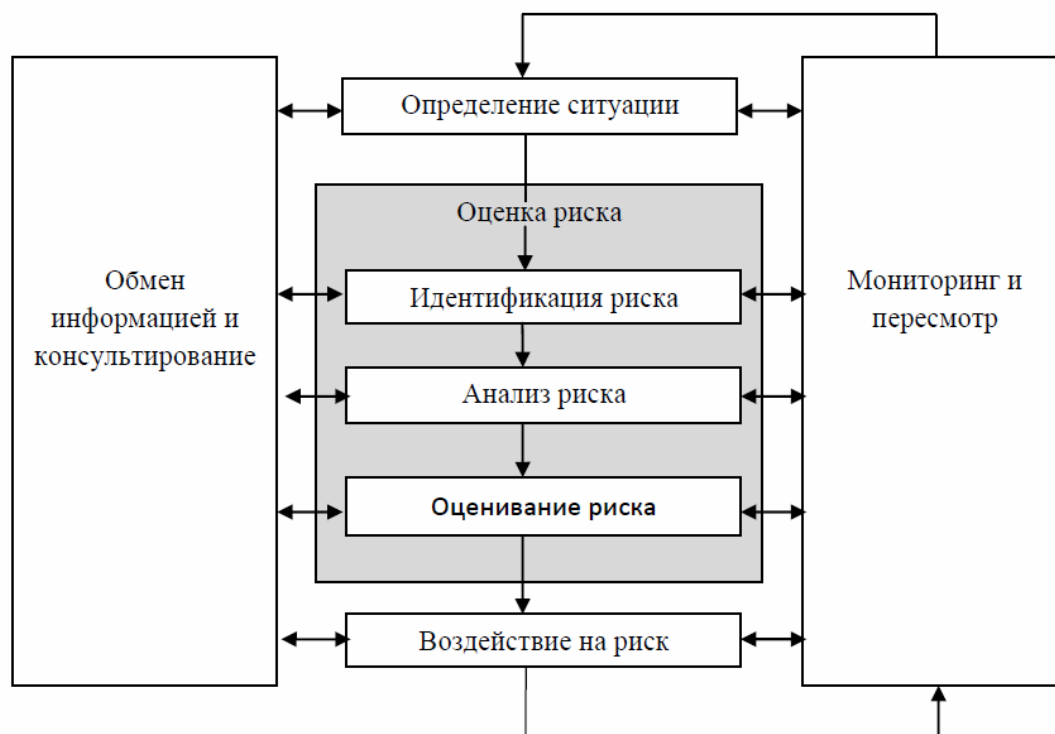 Определение ситуации
Оценка риска
Обмен
информацией и
консультирование
Идентификация риска
Мониторинг и
пересмотр
Анализ риска
Оценивание риска
Воздействие на риск